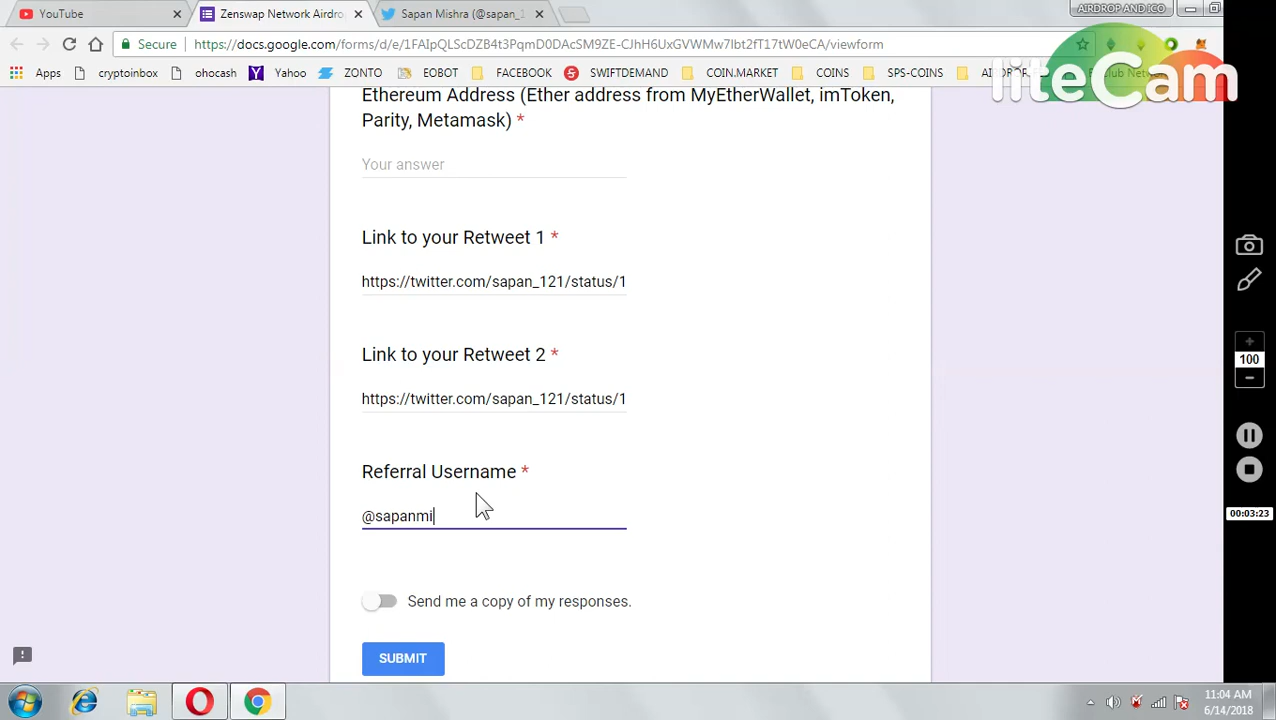 YouTube
Zenswap Network Airdro
Sapan Mishra (@sapan_1
AIRDROP AND ICO
Secure
https://docs.google.com/forms/d/e/1FAIpQLScDZB4t3PqmD0DAcSM9ZE-CJhH6UxGVWMw7Ibt2fT17tW0eCA/viewform
Apps
cryptoinbox
ohocash
Yahoo
ZONTO
EOBOT
FACEBOOK
SWIFTDEMAND
COIN.MARKET
COINS
SPS-COINS
liteCam
Ethereum Address (Ether address from MyEtherWallet, imToken,
Parity, Metamask) *
Your answer
Link to your Retweet 1 *
https://twitter.com/sapan_121/status/1
Link to your Retweet 2 *
https://twitter.com/sapan_121/status/1
Referral Username *
@sapanmi
Send me a copy of my responses.
SUBMIT
100
00:03:23
11:04 AM
6/14/2018